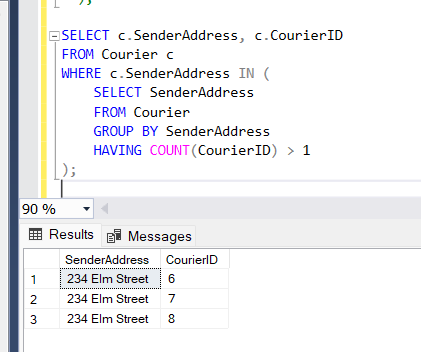 );
SELECT c.SenderAddress, c.CourierID
FROM Courier c
WHERE c.SenderAddress IN (
SELECT SenderAddress
FROM Courier
GROUP BY SenderAddress
HAVING COUNT(CourierID) > 1
);
90 %
Results Messages
SenderAddress CourierID
1 234 Elm Street 6
2 234 Elm Street 7
3 234 Elm Street 8